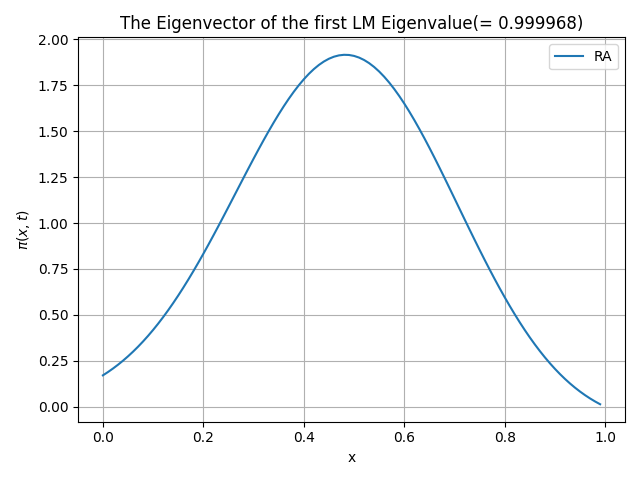 The Eigenvector of the first LM Eigenvalue(= 0.999968)
RA
2.00
1.75
1.50
1.25
1.00
0.75
0.50
0.25
0.00
π(x, t)
0.0 0.2 0.4 0.6 0.8 1.0
x